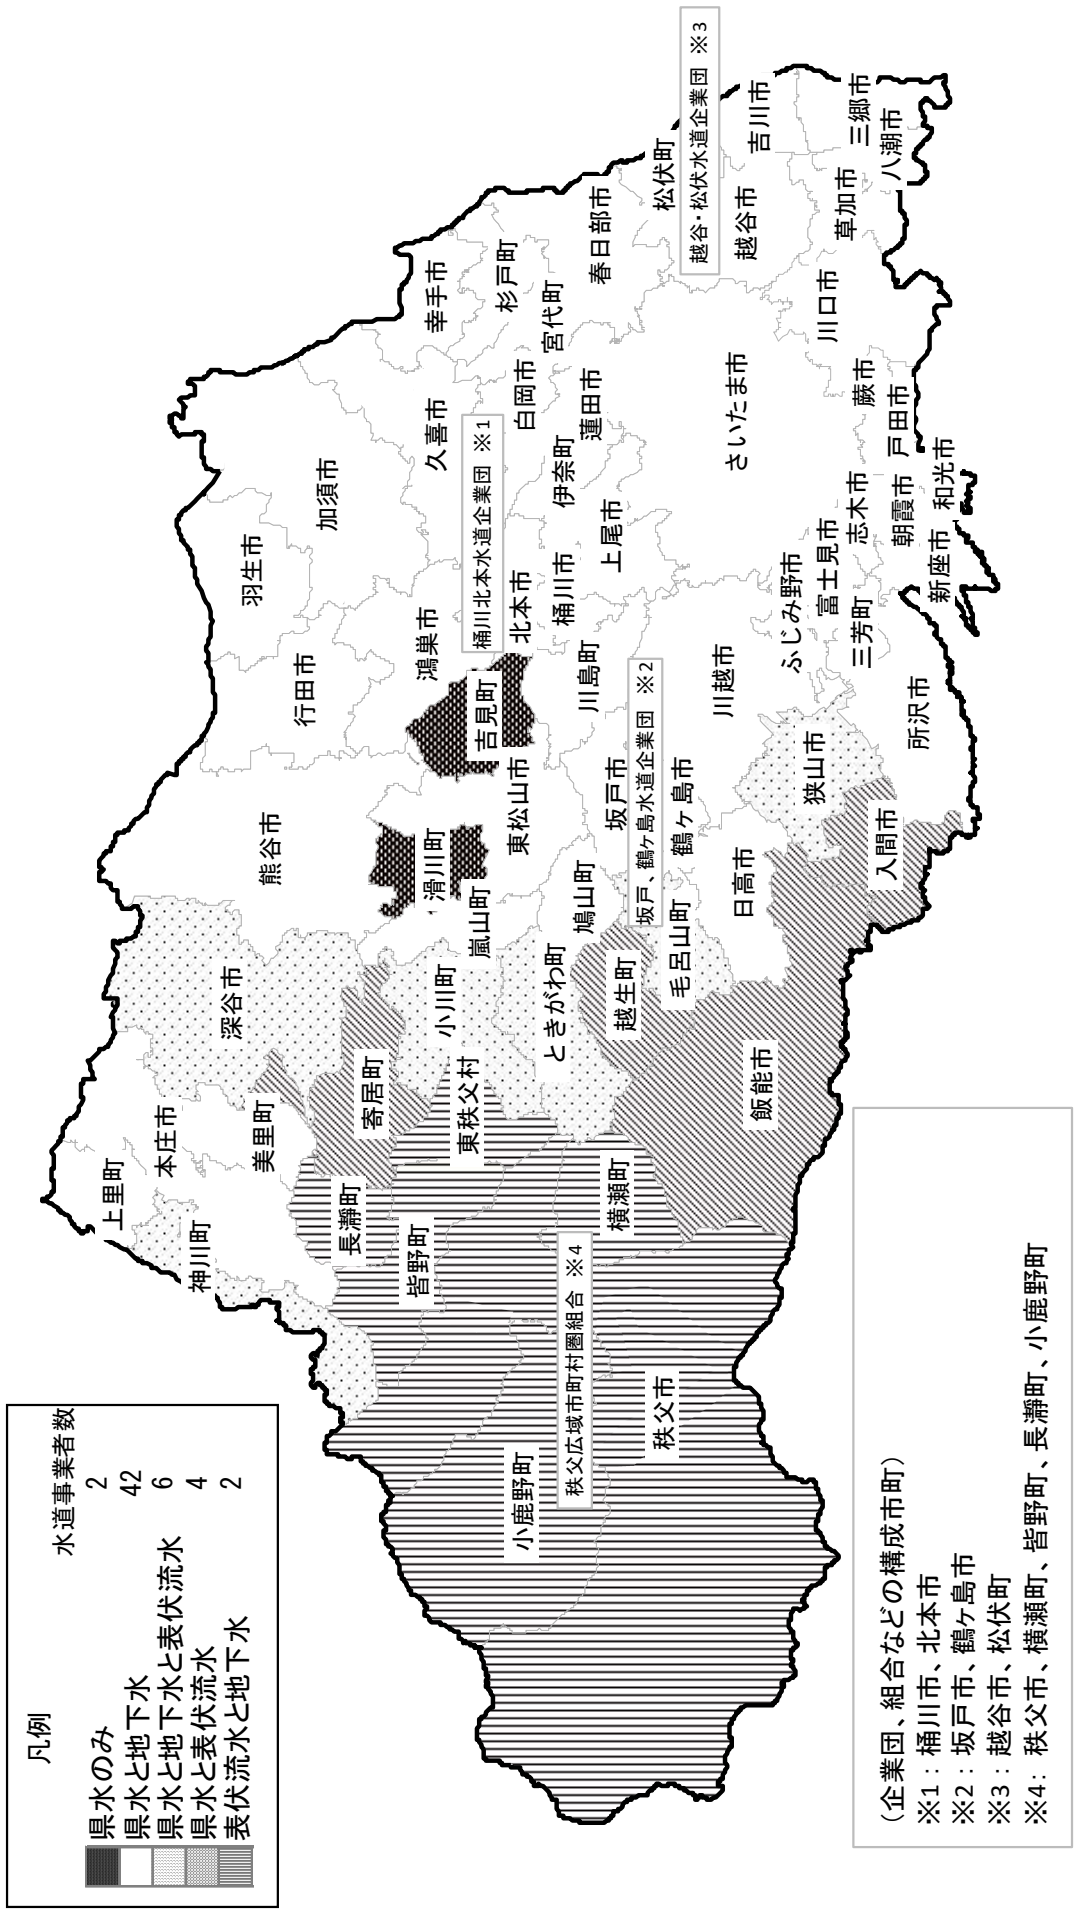 凡例
水道事業者数
県水のみ 2
県水と地下水 42
県水と地下水と表伏流水 6
県水と表伏流水 4
表伏流水と地下水 2
上里町
本庄市
神川町
美里町
深谷市
熊谷市
行田市
羽生市
加須市
長瀞町
寄居町
皆野町
東秩父村
小川町
嵐山町
滑川町
東松山市
吉見町
鴻巣市
久喜市
幸手市
杉戸町
宮代町
白岡市
桶川北本水道企業団 ※1
北本市
桶川市
伊奈町
蓮田市
上尾市
春日部市
松伏町
越谷・松伏水道企業団 ※3
越谷市
吉川市
三郷市
八潮市
草加市
川口市
さいたま市
蕨市
戸田市
和光市
朝霞市
志木市
新座市
富士見市
ふじみ野市
三芳町
所沢市
川越市
川島町
坂戸市
坂戸、鶴ヶ島水道企業団 ※2
鶴ヶ島市
日高市
狭山市
入間市
鳩山町
ときがわ町
越生町
毛呂山町
飯能市
横瀬町
秩父広域市町村圏組合 ※4
小鹿野町
秩父市
（企業団、組合などの構成市町）
※1：桶川市、北本市
※2：坂戸市、鶴ヶ島市
※3：越谷市、松伏町
※4：秩父市、横瀬町、皆野町、長瀞町、小鹿野町